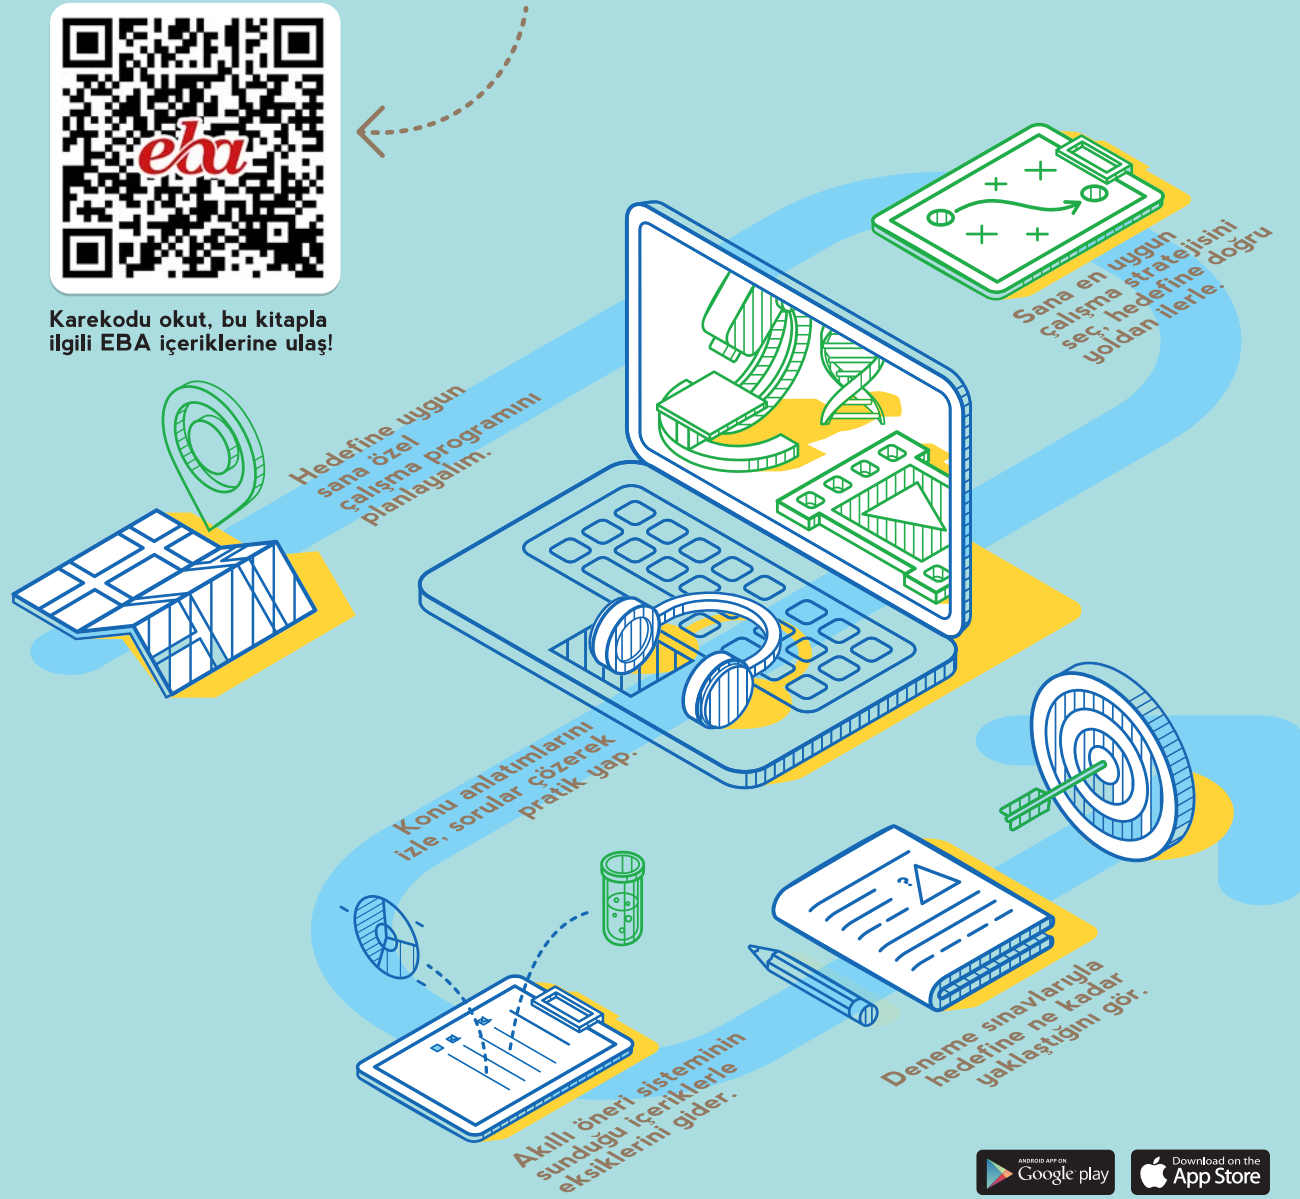 eba
Karekodu okut, bu kitapla
ilgili EBA içeriklerine ulaş!
Hedefine uygun
sana özel
çalışma programını
planlayalım.
Sana en uygun
çalışma stratejisini
seç, hedefine doğru
yoldan ilerle.
Konu anlatımlarını
izle, sorular çözerek
pratik yap.
Akıllı öneri sisteminin
sunduğu içeriklerle
eksiklerini gider.
Deneme sınavlarıyla
hedefine ne kadar
yaklaştığını gör.
ANDROID APP ON
Google play
Download on the
App Store